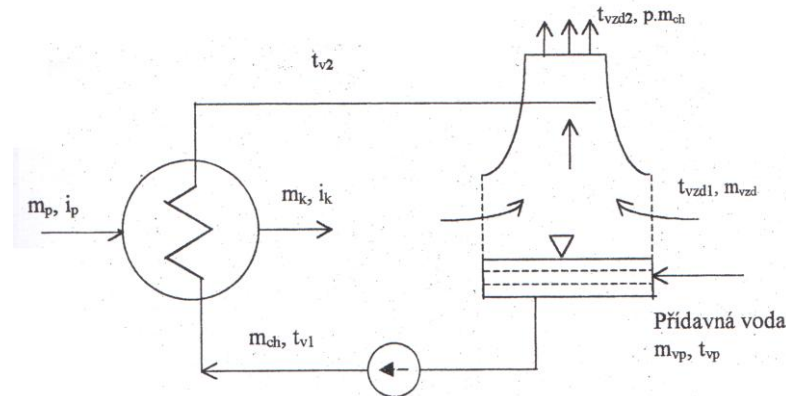 t_vzd2, p.m_ch
t_v2
t_vzd1, m_vzd
m_p, i_p
m_k, i_k
m_ch, t_v1
Přídavná voda
m_vp, t_vp